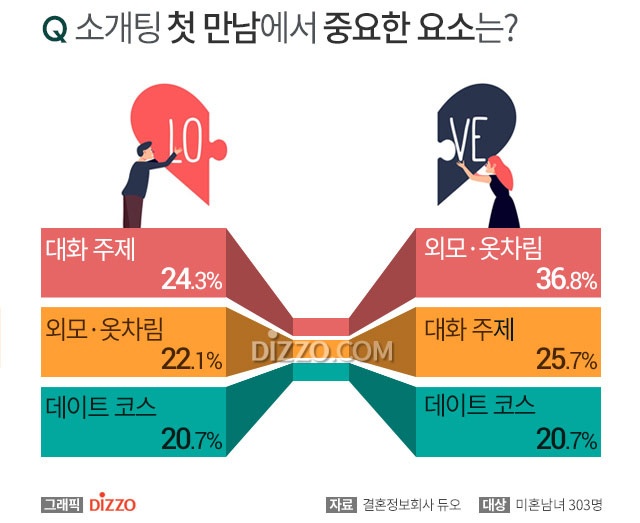 Q 소개팅 첫 만남에서 중요한 요소는?
LO
VE
대화 주제
24.3%
외모·옷차림
36.8%
외모·옷차림
22.1%
대화 주제
25.7%
DIZZO.COM
데이트 코스
20.7%
데이트 코스
20.7%
그래픽 DIZZO
자료 결혼정보회사 듀오 대상 미혼남녀 303명